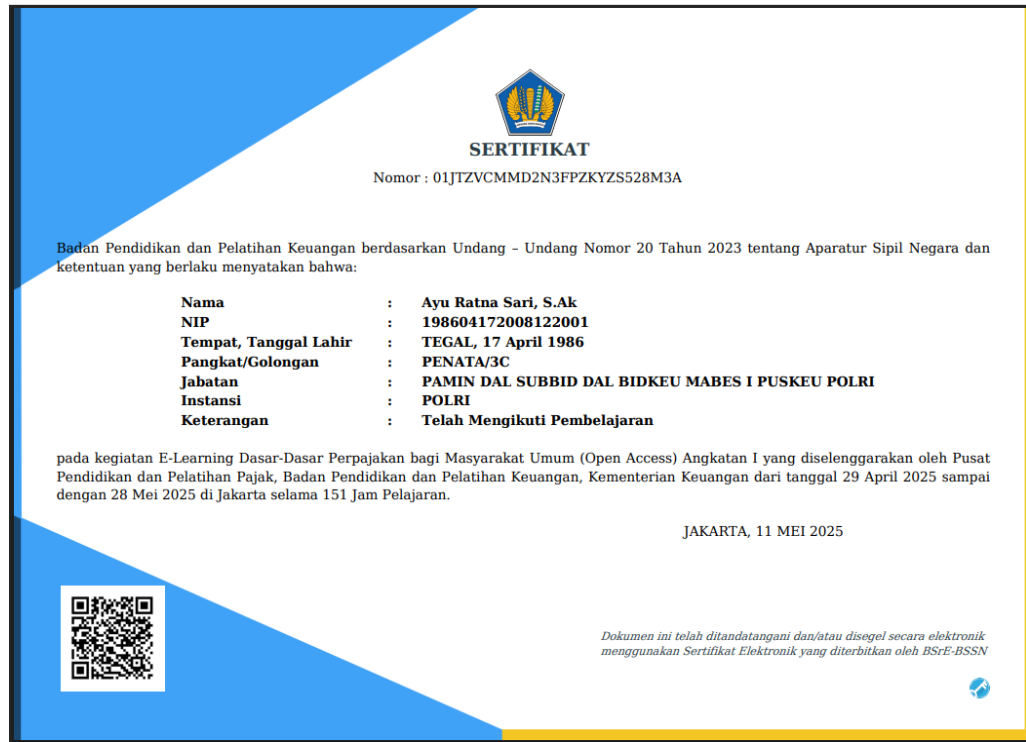 SERTIFIKAT
Nomor : 01JTZVCMMD2N3FPZKYZS528M3A
Badan Pendidikan dan Pelatihan Keuangan berdasarkan Undang – Undang Nomor 20 Tahun 2023 tentang Aparatur Sipil Negara dan
ketentuan yang berlaku menyatakan bahwa:
Nama : Ayu Ratna Sari, S.Ak
NIP : 198604172008122001
Tempat, Tanggal Lahir : TEGAL, 17 April 1986
Pangkat/Golongan : PENATA/3C
Jabatan : PAMIN DAL SUBBID DAL BIDKEU MABES I PUSKEU POLRI
Instansi : POLRI
Keterangan : Telah Mengikuti Pembelajaran
pada kegiatan E-Learning Dasar-Dasar Perpajakan bagi Masyarakat Umum (Open Access) Angkatan I yang diselenggarakan oleh Pusat
Pendidikan dan Pelatihan Pajak, Badan Pendidikan dan Pelatihan Keuangan, Kementerian Keuangan dari tanggal 29 April 2025 sampai
dengan 28 Mei 2025 di Jakarta selama 151 Jam Pelajaran.
JAKARTA, 11 MEI 2025
Dokumen ini telah ditandatangani dan/atau disegel secara elektronik
menggunakan Sertifikat Elektronik yang diterbitkan oleh BSrE-BSSN